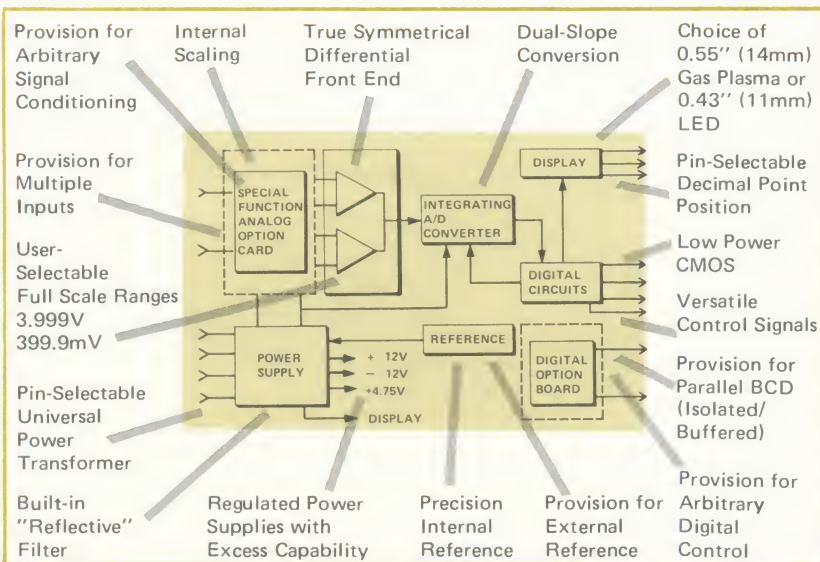 Provision for
Arbitrary
Signal
Conditioning
Internal
Scaling
True Symmetrical
Differential
Front End
Dual-Slope
Conversion
Choice of
0.55'' (14mm)
Gas Plasma or
0.43'' (11mm)
LED
Provision for
Multiple
Inputs
SPECIAL
FUNCTION
ANALOG
OPTION
CARD
INTEGRATING
A/D
CONVERTER
DISPLAY
Pin-Selectable
Decimal Point
Position
User-
Selectable
Full Scale Ranges
3.999V
399.9mV
DIGITAL
CIRCUITS
Low Power
CMOS
Versatile
Control Signals
POWER
SUPPLY
+ 12V
− 12V
+4.75V
DISPLAY
REFERENCE
DIGITAL
OPTION
BOARD
Provision for
Parallel BCD
(Isolated/
Buffered)
Pin-Selectable
Universal
Power
Transformer
Built-in
"Reflective"
Filter
Regulated Power
Supplies with
Excess Capability
Precision
Internal
Reference
Provision for
External
Reference
Provision for
Arbitrary
Digital
Control